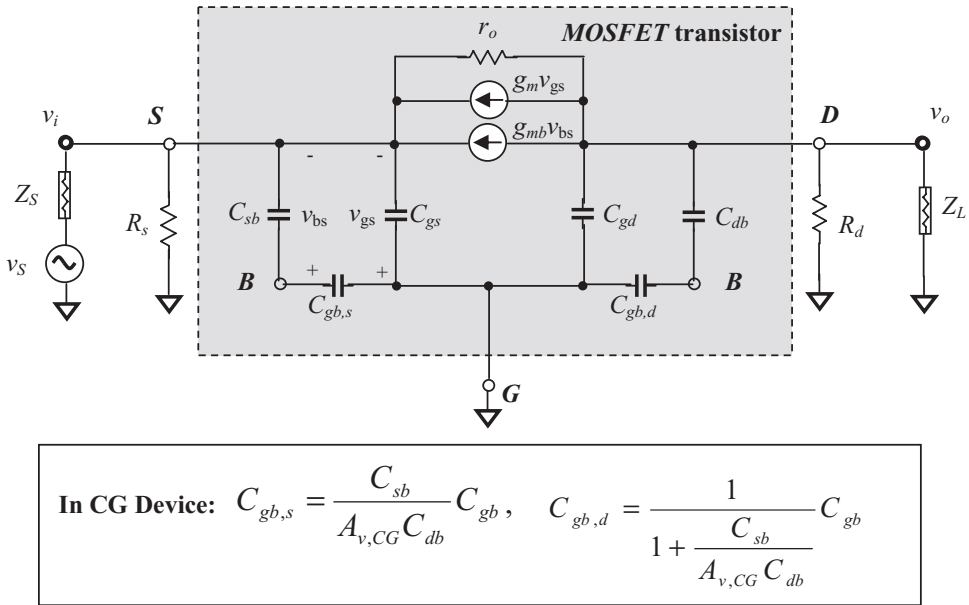 r_o
MOSFET transistor
g_m v_gs
v_i
S
D
v_o
g_mb v_bs
- -
Z_S
R_s
C_sb
v_bs
v_gs
C_gs
C_gd
C_db
R_d
Z_L
v_S
B
+
+
B
C_gb,s
C_gb,d
G
In CG Device: C_gb,s = C_sb / (A_v,CG C_db) C_gb , C_gb,d = 1 / (1 + C_sb / (A_v,CG C_db)) C_gb